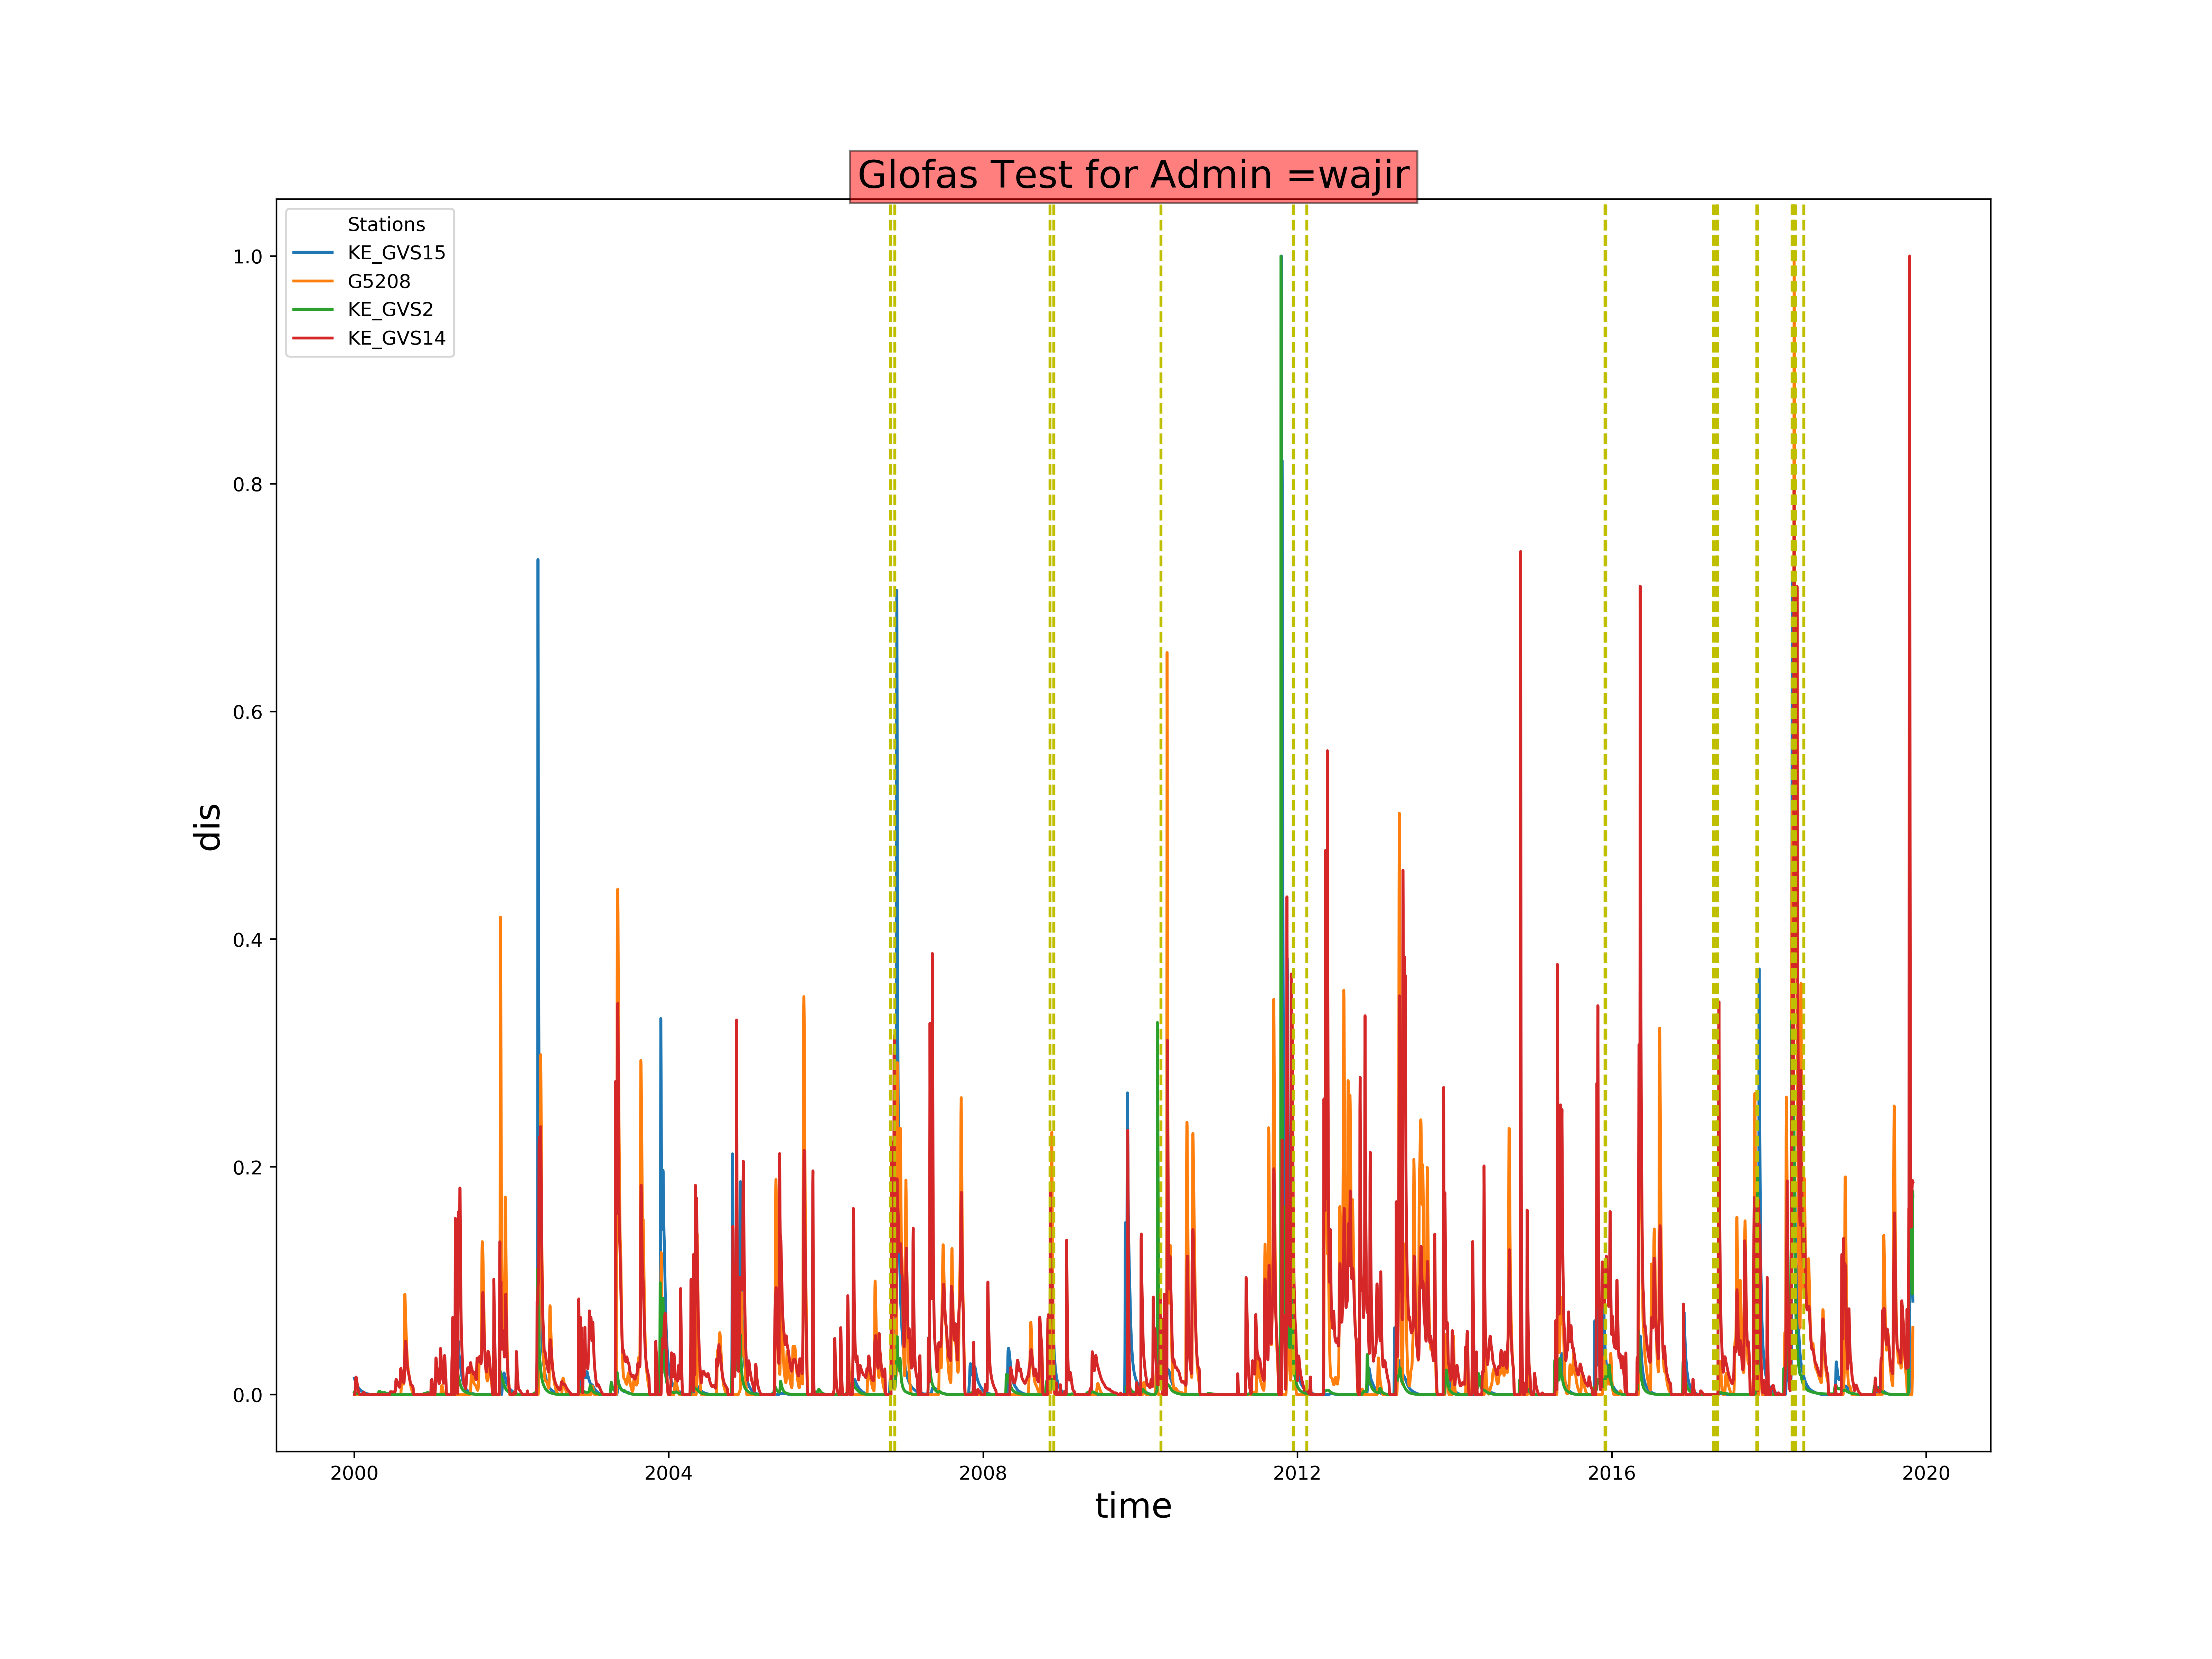 Glofas Test for Admin =wajir
Stations
KE_GVS15
G5208
KE_GVS2
KE_GVS14
1.0
0.8
0.6
0.4
0.2
0.0
dis
2000 2004 2008 2012 2016 2020
time